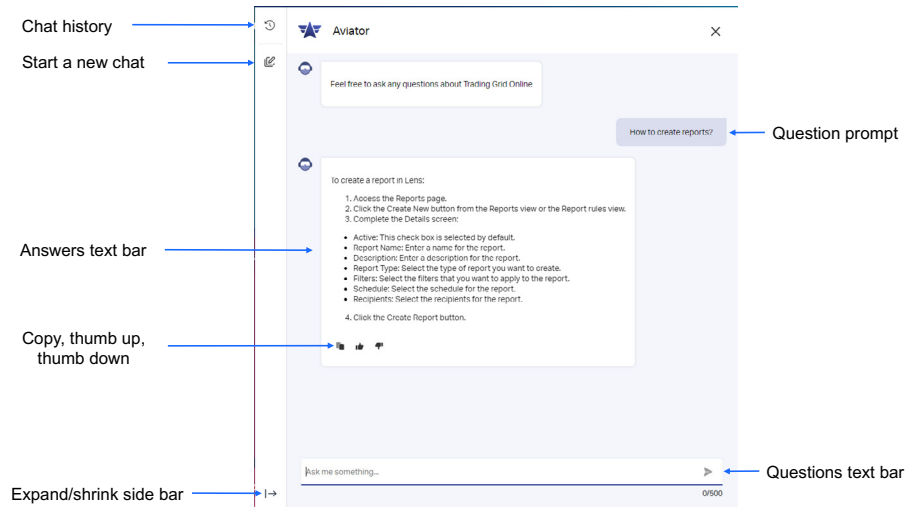 Chat history
Start a new chat
Aviator
Feel free to ask any questions about Trading Grid Online
How to create reports?
Question prompt
To create a report in Lens:
1. Access the Reports page.
2. Click the Create New button from the Reports view or the Report rules view.
3. Complete the Details screen:
• Active: This check box is selected by default.
• Report Name: Enter a name for the report.
• Description: Enter a description for the report.
• Report Type: Select the type of report you want to create.
• Filters: Select the filters that you want to apply to the report.
• Schedule: Select the schedule for the report.
• Recipients: Select the recipients for the report.
4. Click the Create Report button.
Answers text bar
Copy, thumb up,
thumb down
Ask me something...
Questions text bar
0/500
Expand/shrink side bar